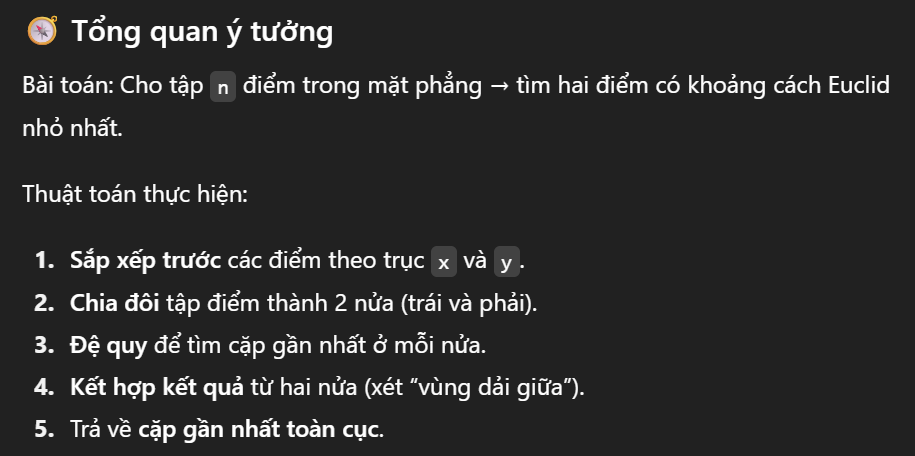 🧭 Tổng quan ý tưởng
Bài toán: Cho tập n điểm trong mặt phẳng → tìm hai điểm có khoảng cách Euclid
nhỏ nhất.
Thuật toán thực hiện:
1. Sắp xếp trước các điểm theo trục x và y.
2. Chia đôi tập điểm thành 2 nửa (trái và phải).
3. Đệ quy để tìm cặp gần nhất ở mỗi nửa.
4. Kết hợp kết quả từ hai nửa (xét “vùng dải giữa”).
5. Trả về cặp gần nhất toàn cục.